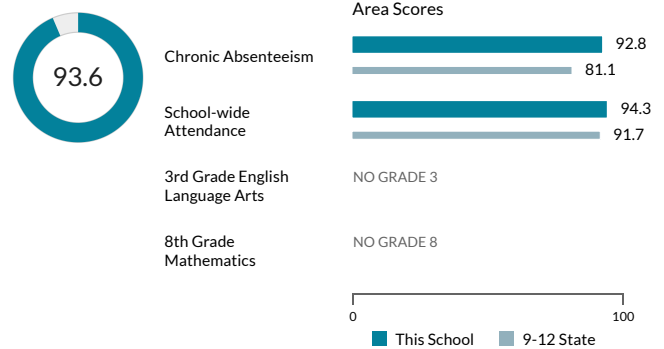 Area Scores
93.6
Chronic Absenteeism
92.8
81.1
School-wide
Attendance
94.3
91.7
3rd Grade English
Language Arts
NO GRADE 3
8th Grade
Mathematics
NO GRADE 8
0
100
This School
9-12 State